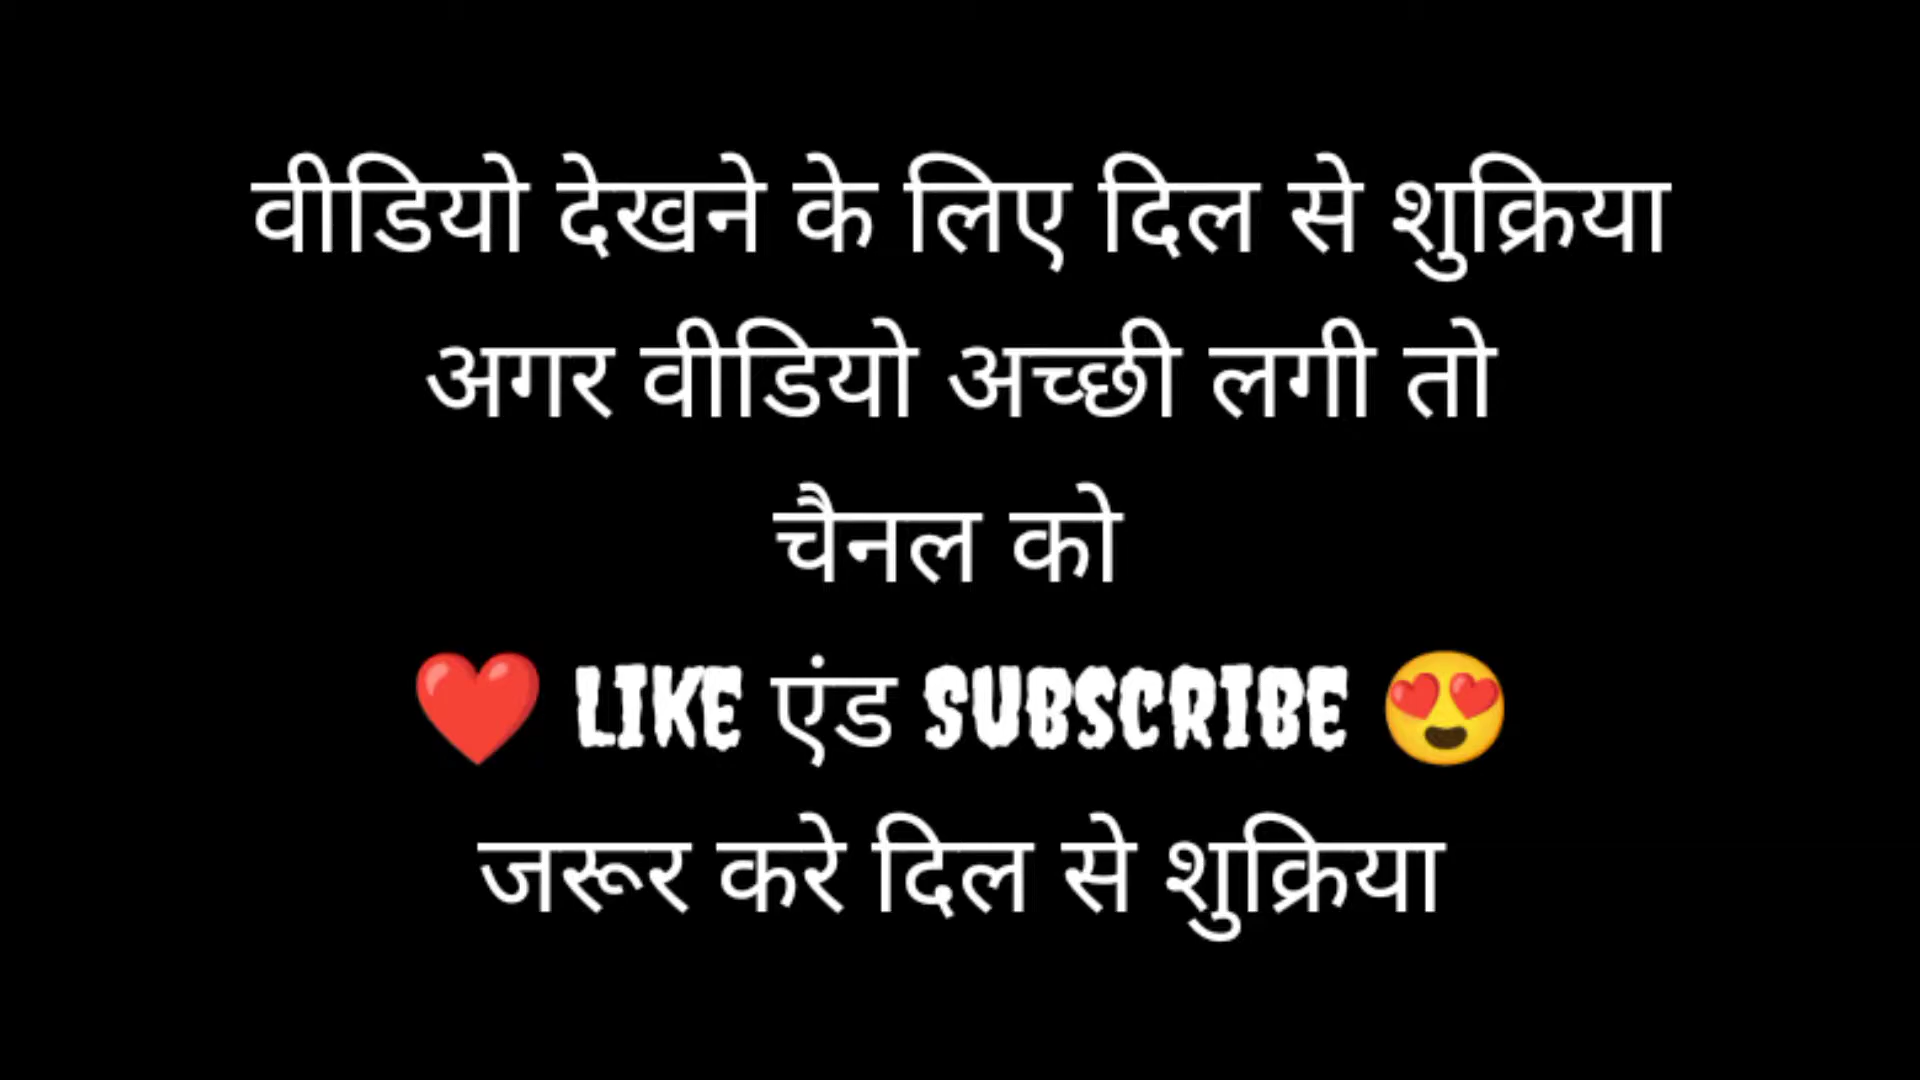 वीडियो देखने के लिए दिल से शुक्रिया
अगर वीडियो अच्छी लगी तो
चैनल को
❤️ LIKE एंड SUBSCRIBE 😍
जरूर करे दिल से शुक्रिया